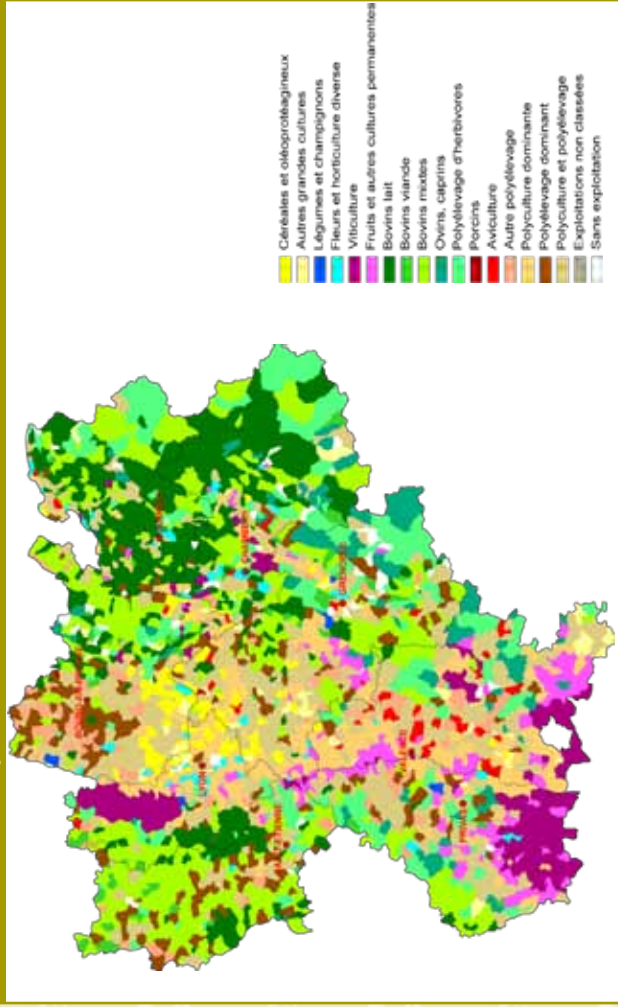 Céréales et oléoprotéagineux
Autres grandes cultures
Légumes et champignons
Fleurs et horticulture diverse
Viticulture
Fruits et autres cultures permanentes
Bovins lait
Bovins viande
Bovins mixtes
Ovins, caprins
Polyélevage d'herbivores
Porcins
Aviculture
Autre polyélevage
Polyculture dominante
Polyélevage dominant
Polyculture et polyélevage
Exploitations non classées
Sans exploitation
LYON